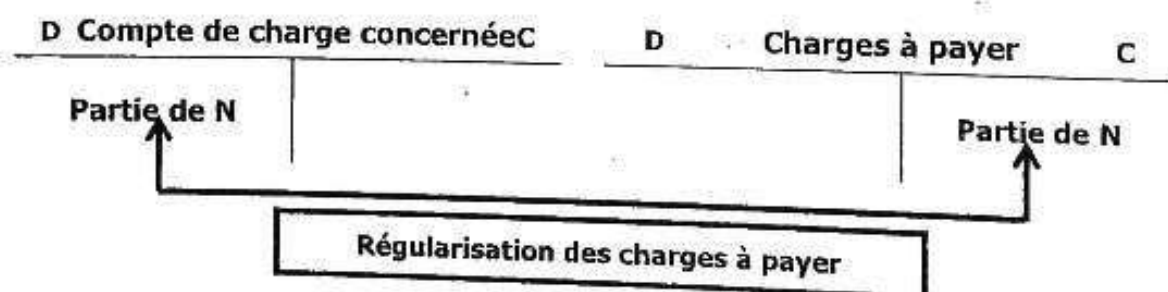 D Compte de charge concernéeC
D Charges à payer C
Partie de N
Partie de N
Régularisation des charges à payer